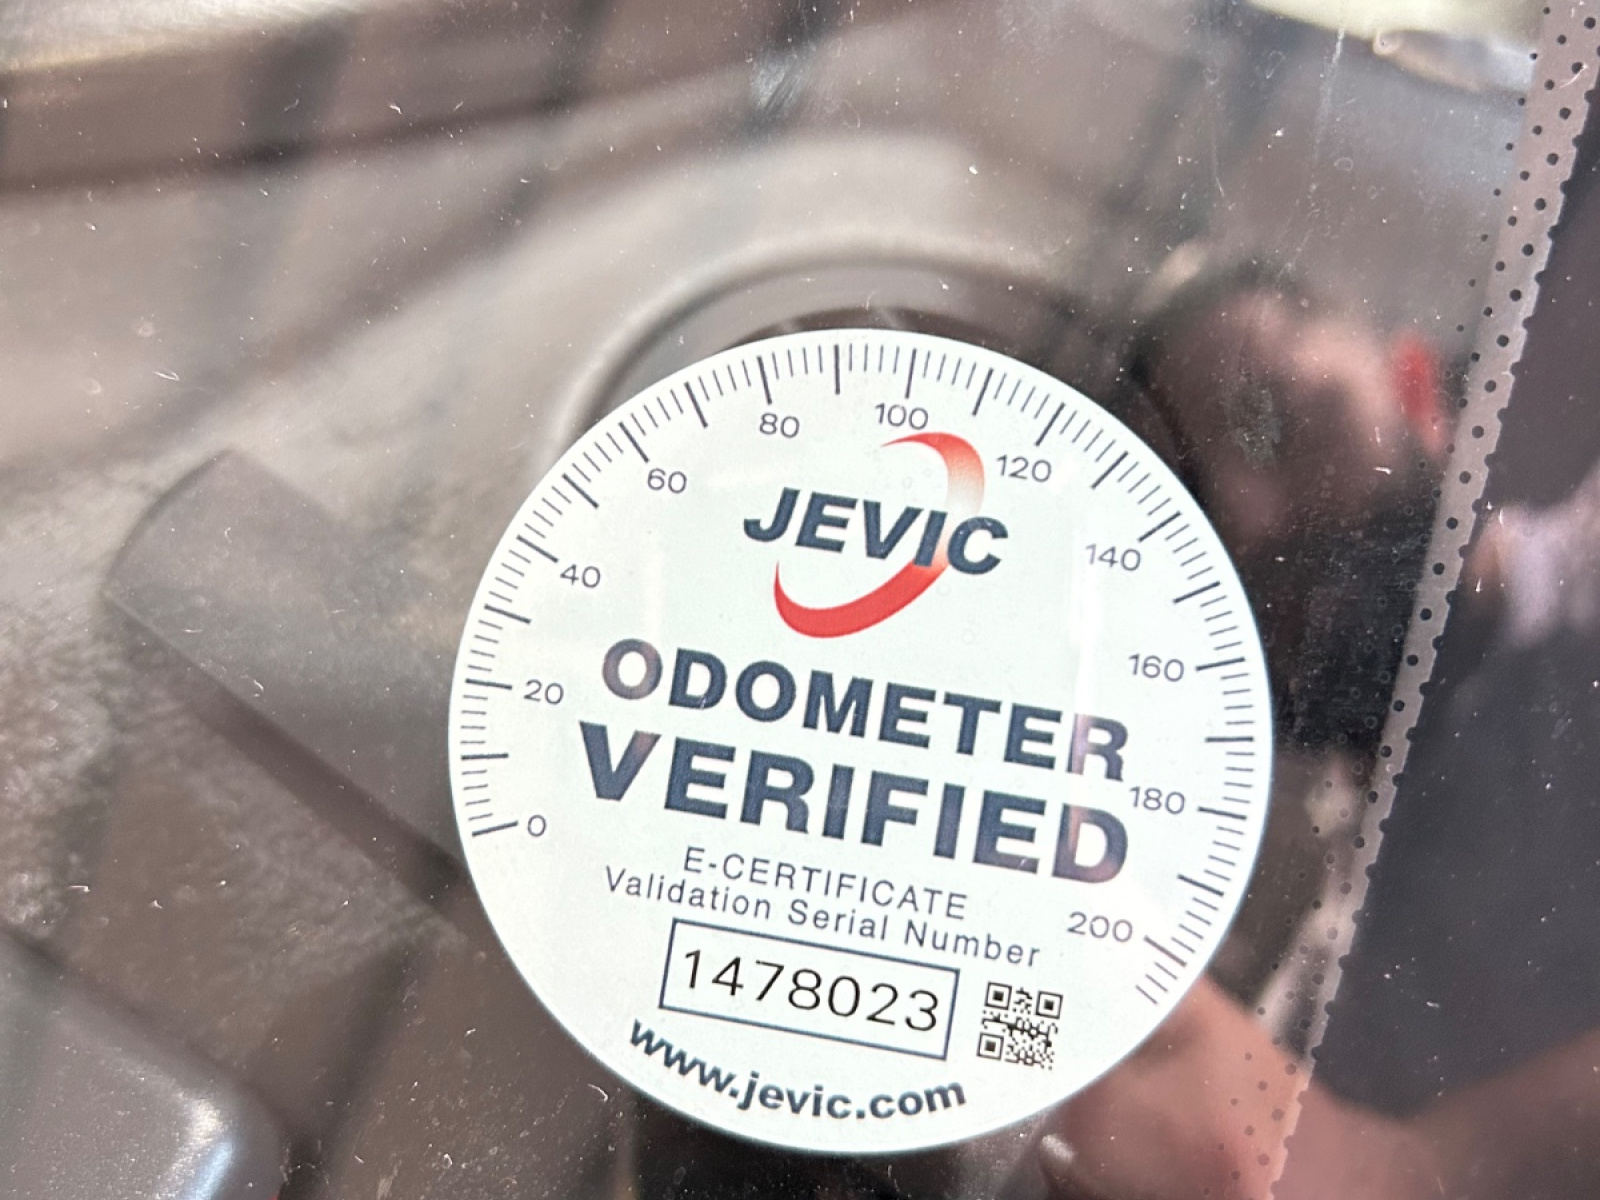 0
20
40
60
80
100
120
140
160
180
200
JEVIC
ODOMETER
VERIFIED
E-CERTIFICATE
Validation Serial Number
1478023
www.jevic.com